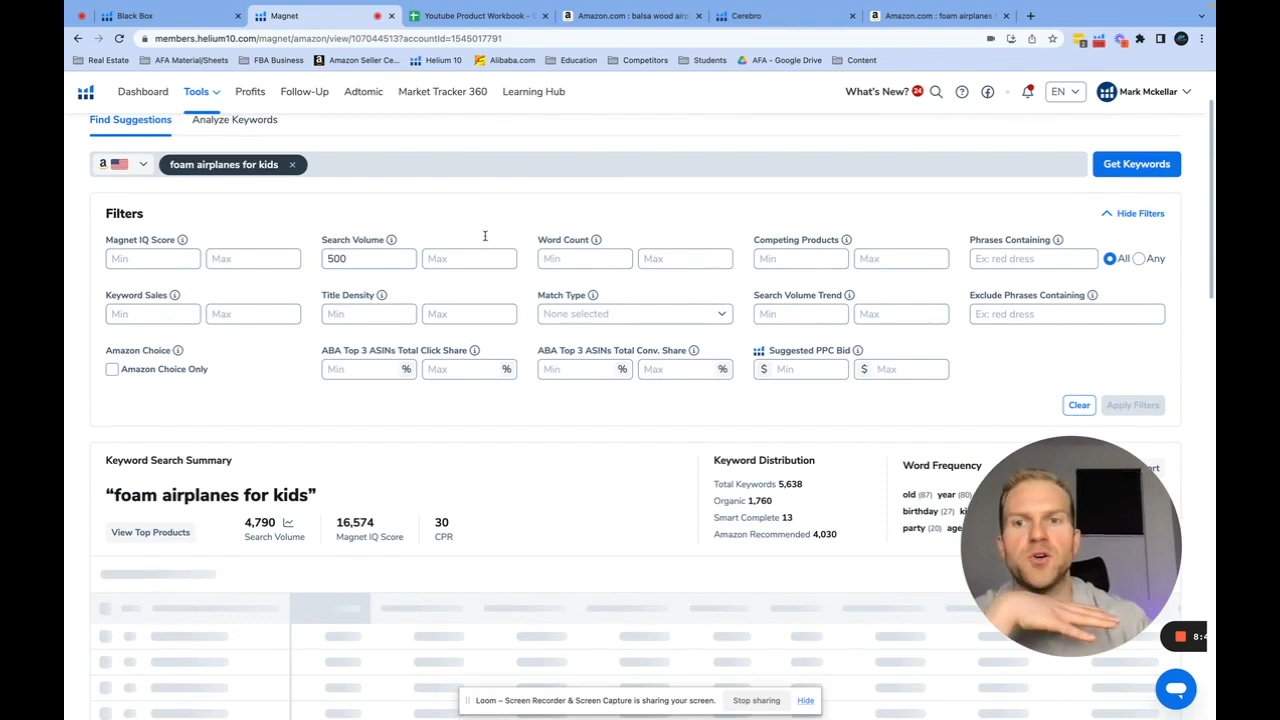 Black Box
Magnet
Youtube Product Workbook - G
Amazon.com : balsa wood airp
Cerebro
Amazon.com : foam airplanes f
members.helium10.com/magnet/amazon/view/107044513?accountId=1545017791
Real Estate
AFA Material/Sheets
FBA Business
Amazon Seller Ce...
Helium 10
Alibaba.com
Education
Competitors
Students
AFA - Google Drive
Content
Dashboard
Tools
Profits
Follow-Up
Adtomic
Market Tracker 360
Learning Hub
What's New? 24
EN
Mark Mckellar
Find Suggestions
Analyze Keywords
foam airplanes for kids
Get Keywords
Filters
Hide Filters
Magnet IQ Score
Search Volume
Word Count
Competing Products
Phrases Containing
Min Max
500 Max
Min Max
Min Max
Ex: red dress All Any
Keyword Sales
Title Density
Match Type
Search Volume Trend
Exclude Phrases Containing
Min Max
Min Max
None selected
Min Max
Ex: red dress
Amazon Choice
ABA Top 3 ASINs Total Click Share
ABA Top 3 ASINs Total Conv. Share
Suggested PPC Bid
Amazon Choice Only
Min % Max %
Min % Max %
$ Min $ Max
Clear
Apply Filters
Keyword Search Summary
“foam airplanes for kids”
View Top Products
4,790
Search Volume
16,574
Magnet IQ Score
30
CPR
Keyword Distribution
Total Keywords 5,638
Organic 1,760
Smart Complete 13
Amazon Recommended 4,030
Word Frequency
old (87) year (80)
birthday (27)
party (20)
Loom – Screen Recorder & Screen Capture is sharing your screen.
Stop sharing
Hide